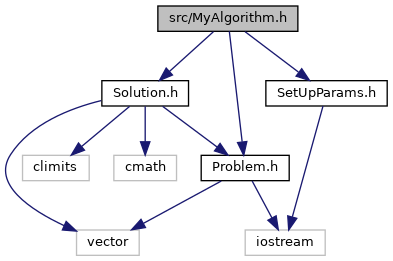 src/MyAlgorithm.h
Solution.h
SetUpParams.h
climits
cmath
Problem.h
vector
iostream